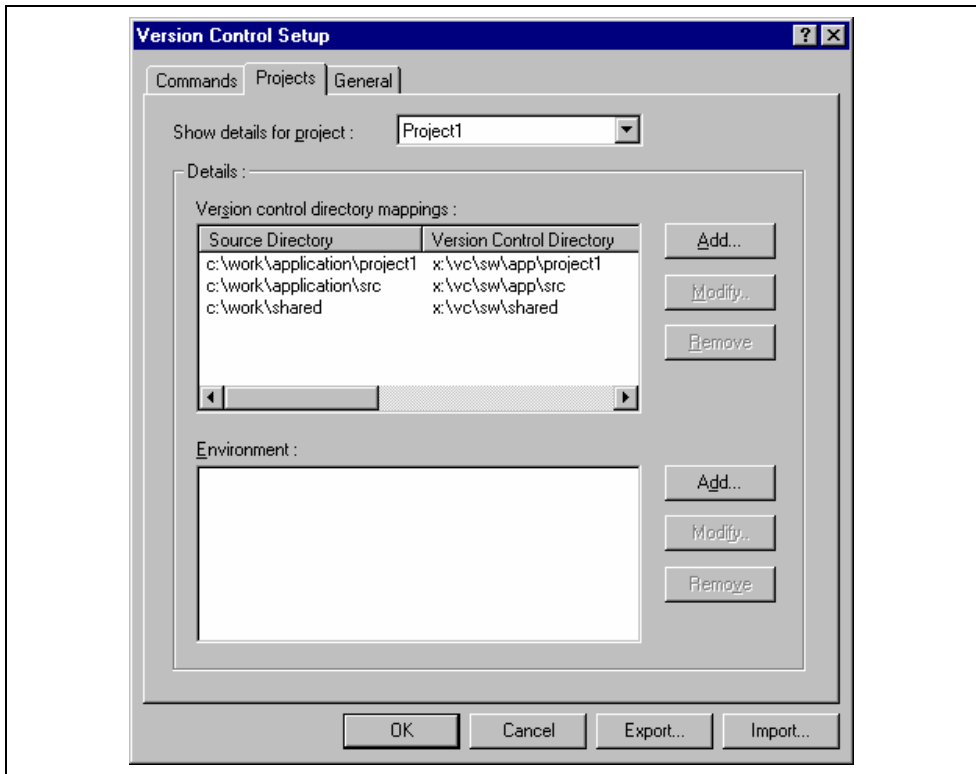 Version Control Setup
Commands Projects General
Show details for project : Project1
Details :
Version control directory mappings :
Source Directory Version Control Directory
c:\work\application\project1 x:\vc\sw\app\project1
c:\work\application\src x:\vc\sw\app\src
c:\work\shared x:\vc\sw\shared
Add...
Modify..
Remove
Environment :
Add...
Modify..
Remove
OK Cancel Export... Import...